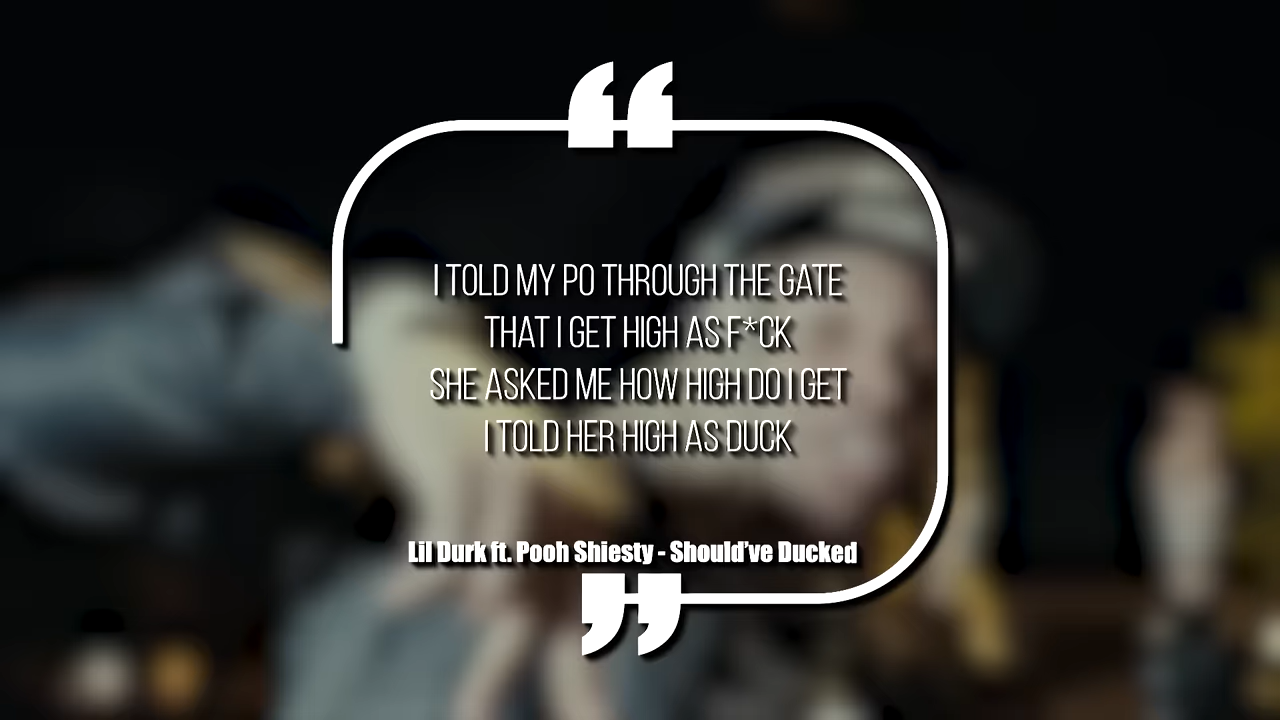 “
I TOLD MY PO THROUGH THE GATE
THAT I GET HIGH AS F*CK
SHE ASKED ME HOW HIGH DO I GET
I TOLD HER HIGH AS DUCK
Lil Durk ft. Pooh Shiesty - Should’ve Ducked
”